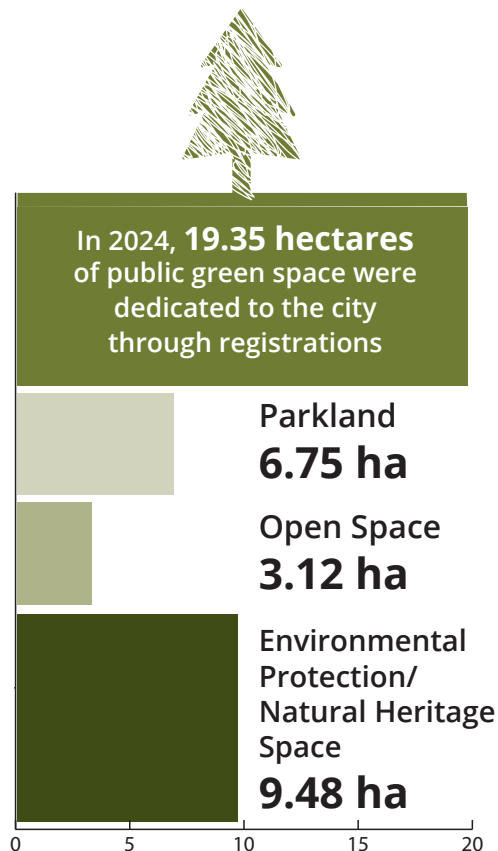 In 2024, 19.35 hectares
of public green space were
dedicated to the city
through registrations
Parkland
6.75 ha
Open Space
3.12 ha
Environmental
Protection/
Natural Heritage
Space
9.48 ha
0 5 10 15 20